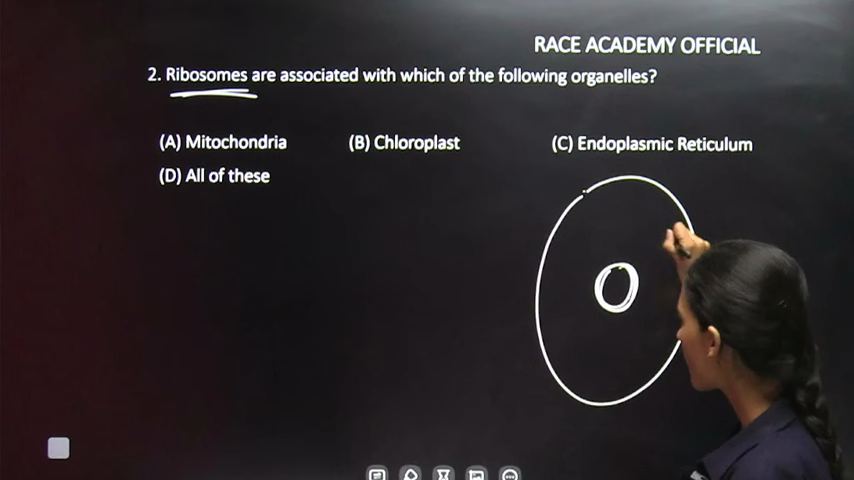 RACE ACADEMY OFFICIAL
2. Ribosomes are associated with which of the following organelles?
(A) Mitochondria (B) Chloroplast (C) Endoplasmic Reticulum
(D) All of these